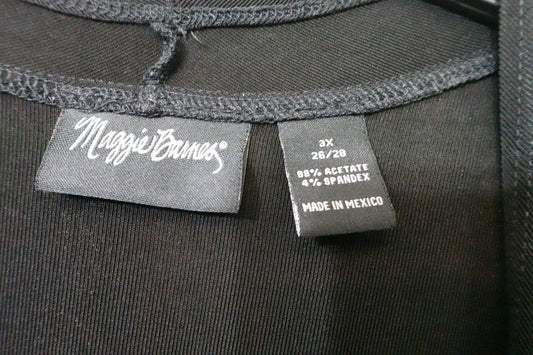 Maggie Barnes®
3X
26/28
96% ACETATE
4% SPANDEX
MADE IN MEXICO